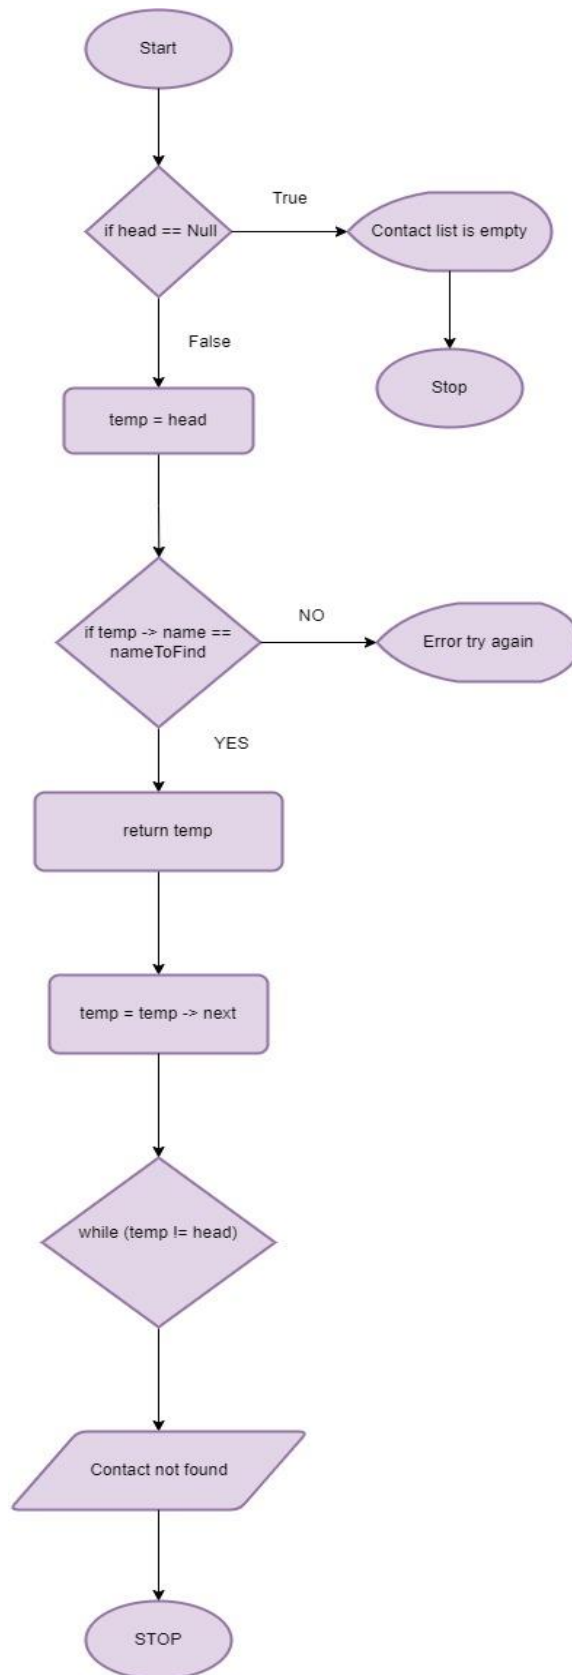 Start
True
if head == Null
Contact list is empty
False
Stop
temp = head
NO
if temp -> name ==
nameToFind
Error try again
YES
return temp
temp = temp -> next
while (temp != head)
Contact not found
STOP